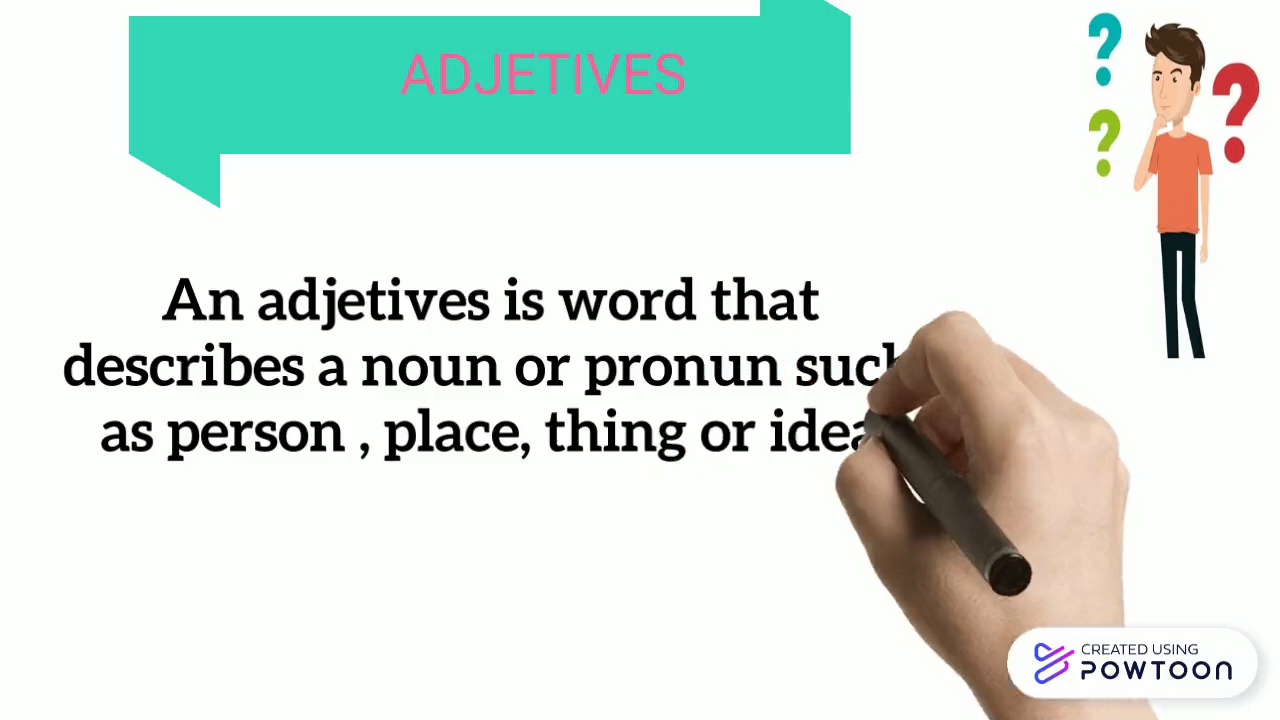 ADJETIVES
An adjetives is word that
describes a noun or pronun such
as person , place, thing or idea
CREATED USING
POWTOON